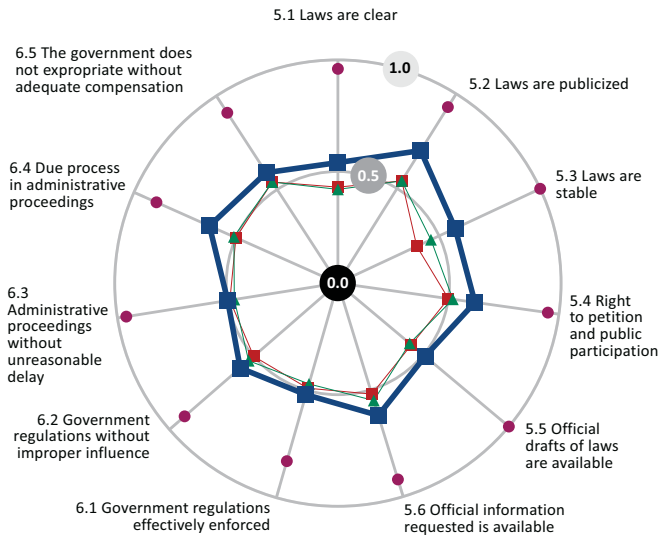 5.1 Laws are clear
1.0
5.2 Laws are publicized
5.3 Laws are
stable
5.4 Right
to petition
and public
participation
5.5 Official
drafts of laws
are available
5.6 Official information
requested is available
6.1 Government regulations
effectively enforced
6.2 Government
regulations without
improper influence
6.3
Administrative
proceedings
without
unreasonable
delay
6.4 Due process
in administrative
proceedings
6.5 The government does
not expropriate without
adequate compensation
0.5
0.0